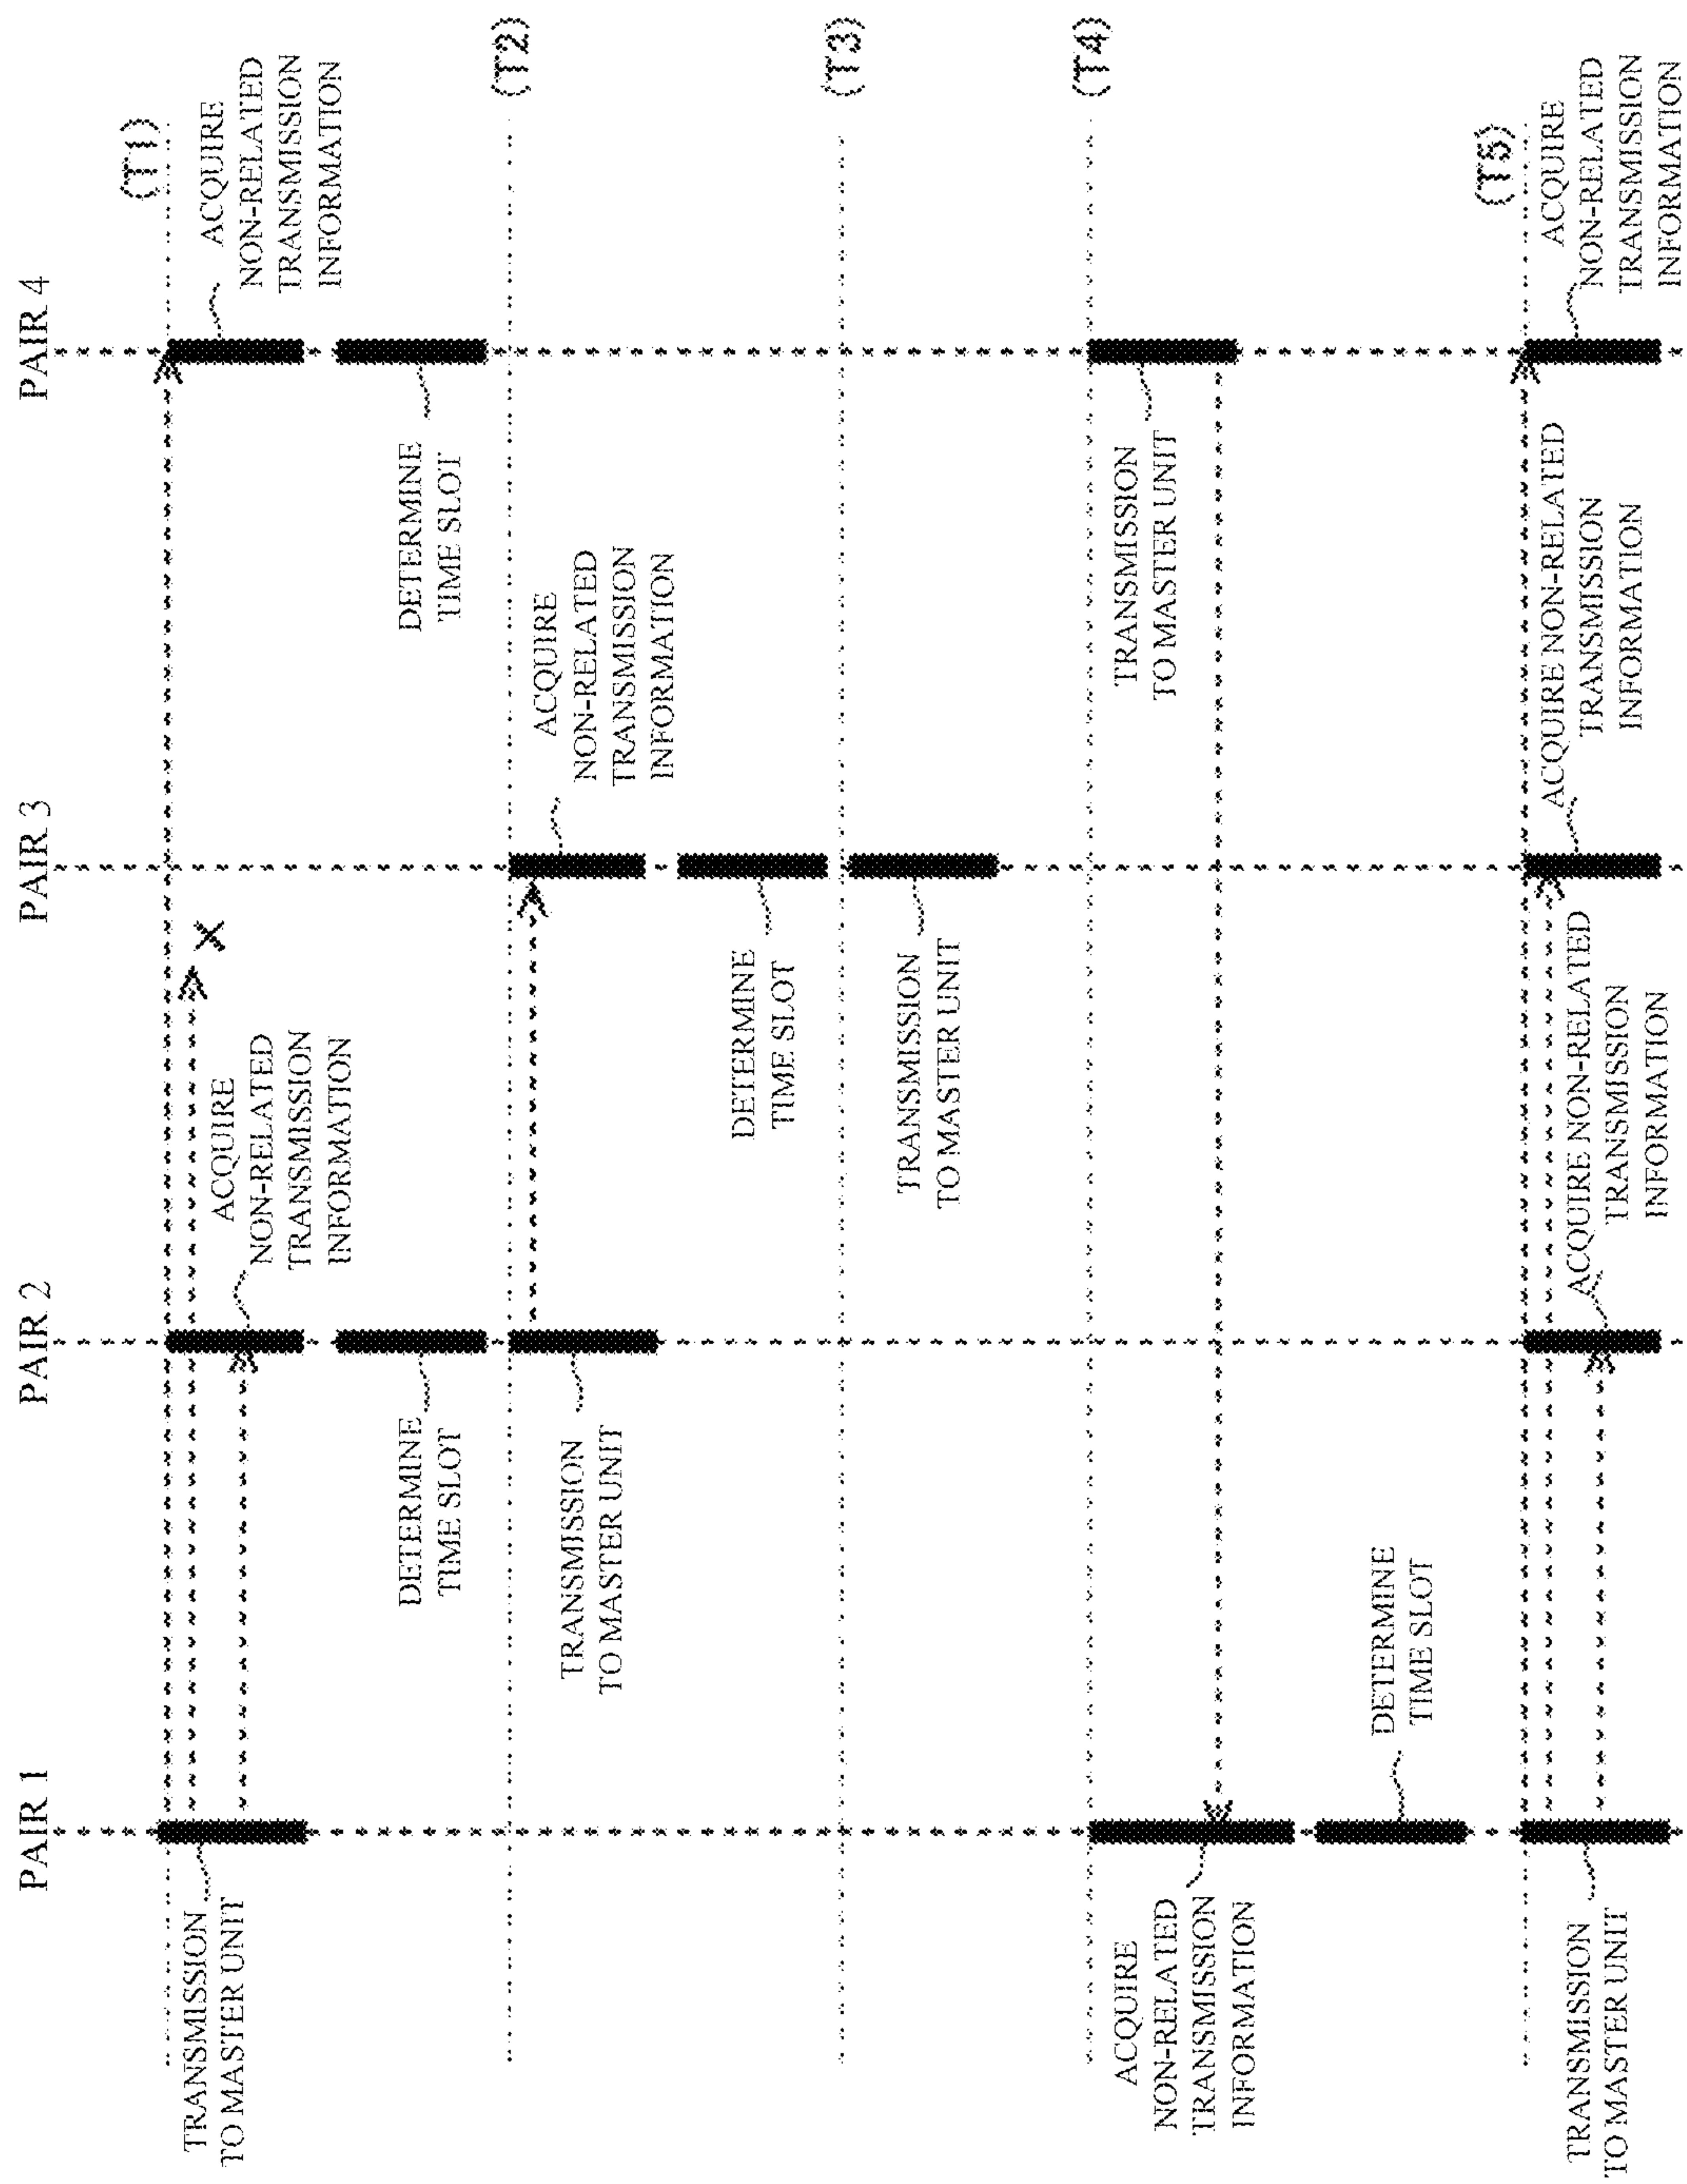 PAIR 1
PAIR 2
PAIR 3
PAIR 4
(T1)
TRANSMISSION
TO MASTER UNIT
ACQUIRE
NON-RELATED
TRANSMISSION
INFORMATION
ACQUIRE
NON-RELATED
TRANSMISSION
INFORMATION
DETERMINE
TIME SLOT
DETERMINE
TIME SLOT
(T2)
TRANSMISSION
TO MASTER UNIT
ACQUIRE
NON-RELATED
TRANSMISSION
INFORMATION
DETERMINE
TIME SLOT
(T3)
TRANSMISSION
TO MASTER UNIT
(T4)
ACQUIRE
NON-RELATED
TRANSMISSION
INFORMATION
TRANSMISSION
TO MASTER UNIT
DETERMINE
TIME SLOT
(T5)
TRANSMISSION
TO MASTER UNIT
ACQUIRE NON-RELATED
TRANSMISSION
INFORMATION
ACQUIRE NON-RELATED
TRANSMISSION
INFORMATION
ACQUIRE
NON-RELATED
TRANSMISSION
INFORMATION